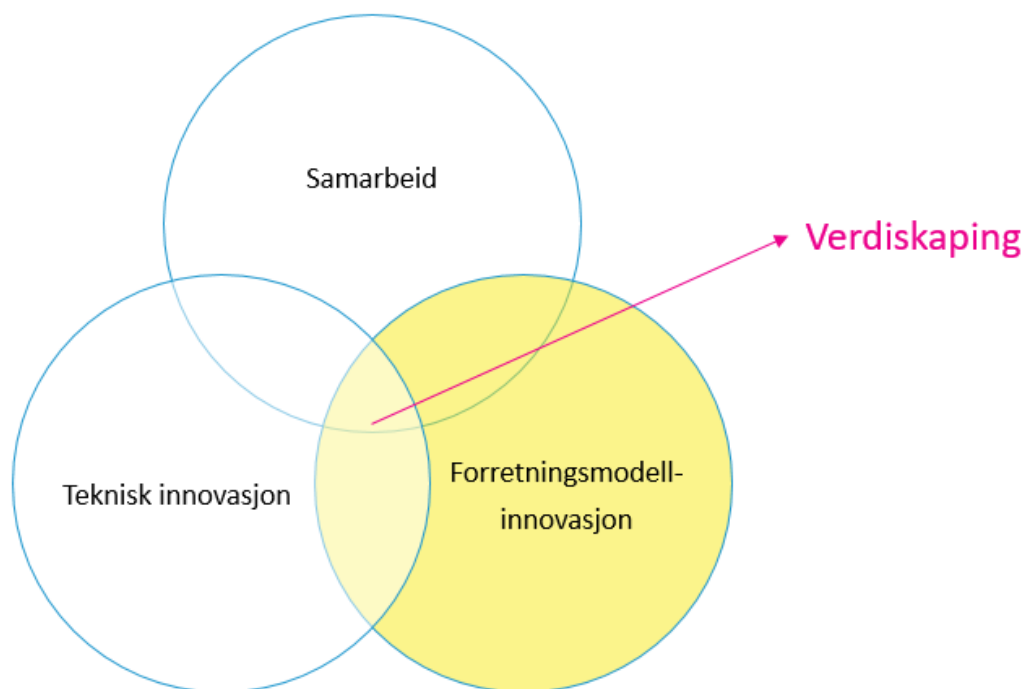 Samarbeid
Verdiskaping
Teknisk innovasjon
Forretningsmodell-
innovasjon